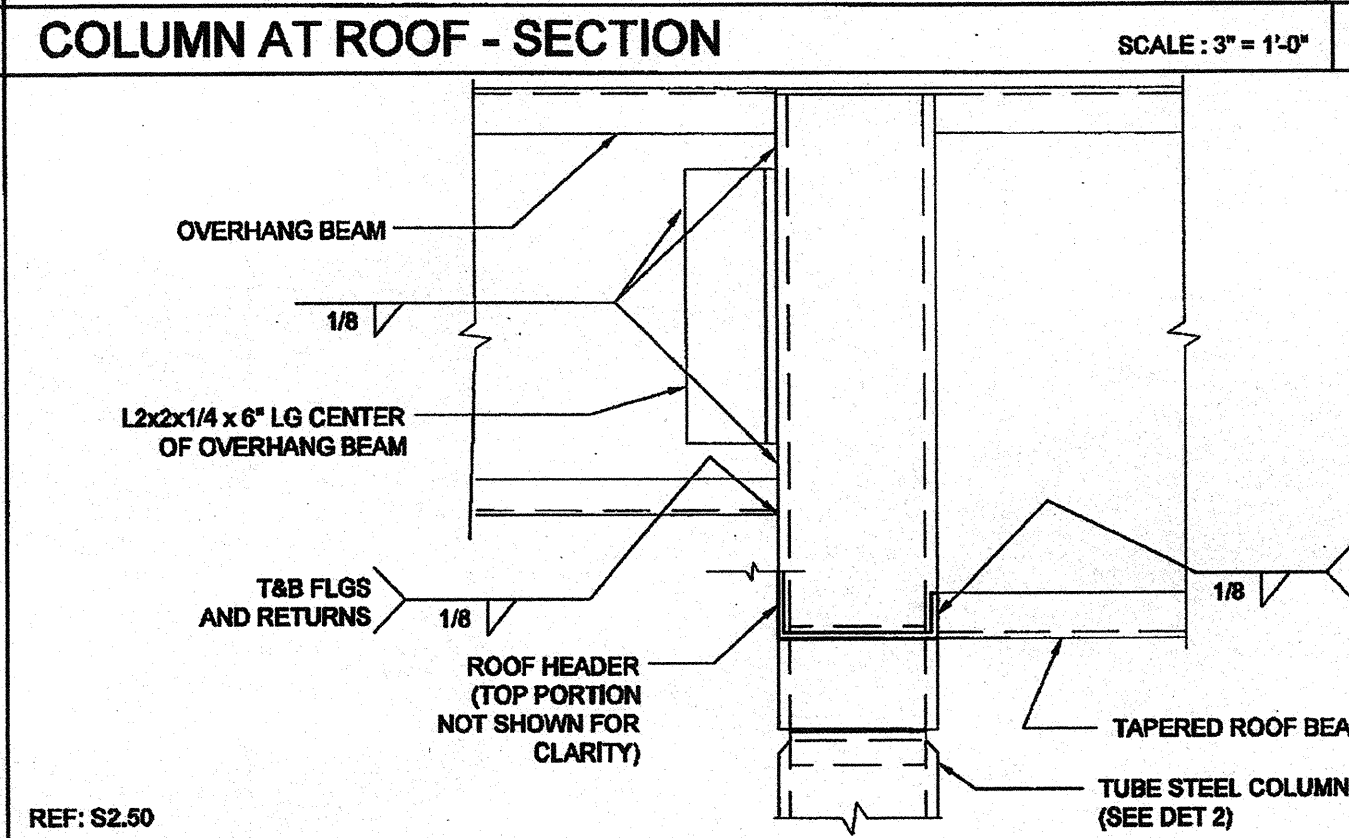 COLUMN AT ROOF - SECTION
SCALE : 3" = 1'-0"
OVERHANG BEAM
1/8
L2x2x1/4 x 6" LG CENTER
OF OVERHANG BEAM
T&B FLGS
AND RETURNS
1/8
1/8
ROOF HEADER
(TOP PORTION
NOT SHOWN FOR
CLARITY)
TAPERED ROOF BEA
TUBE STEEL COLUMN
(SEE DET 2)
REF: S2.50